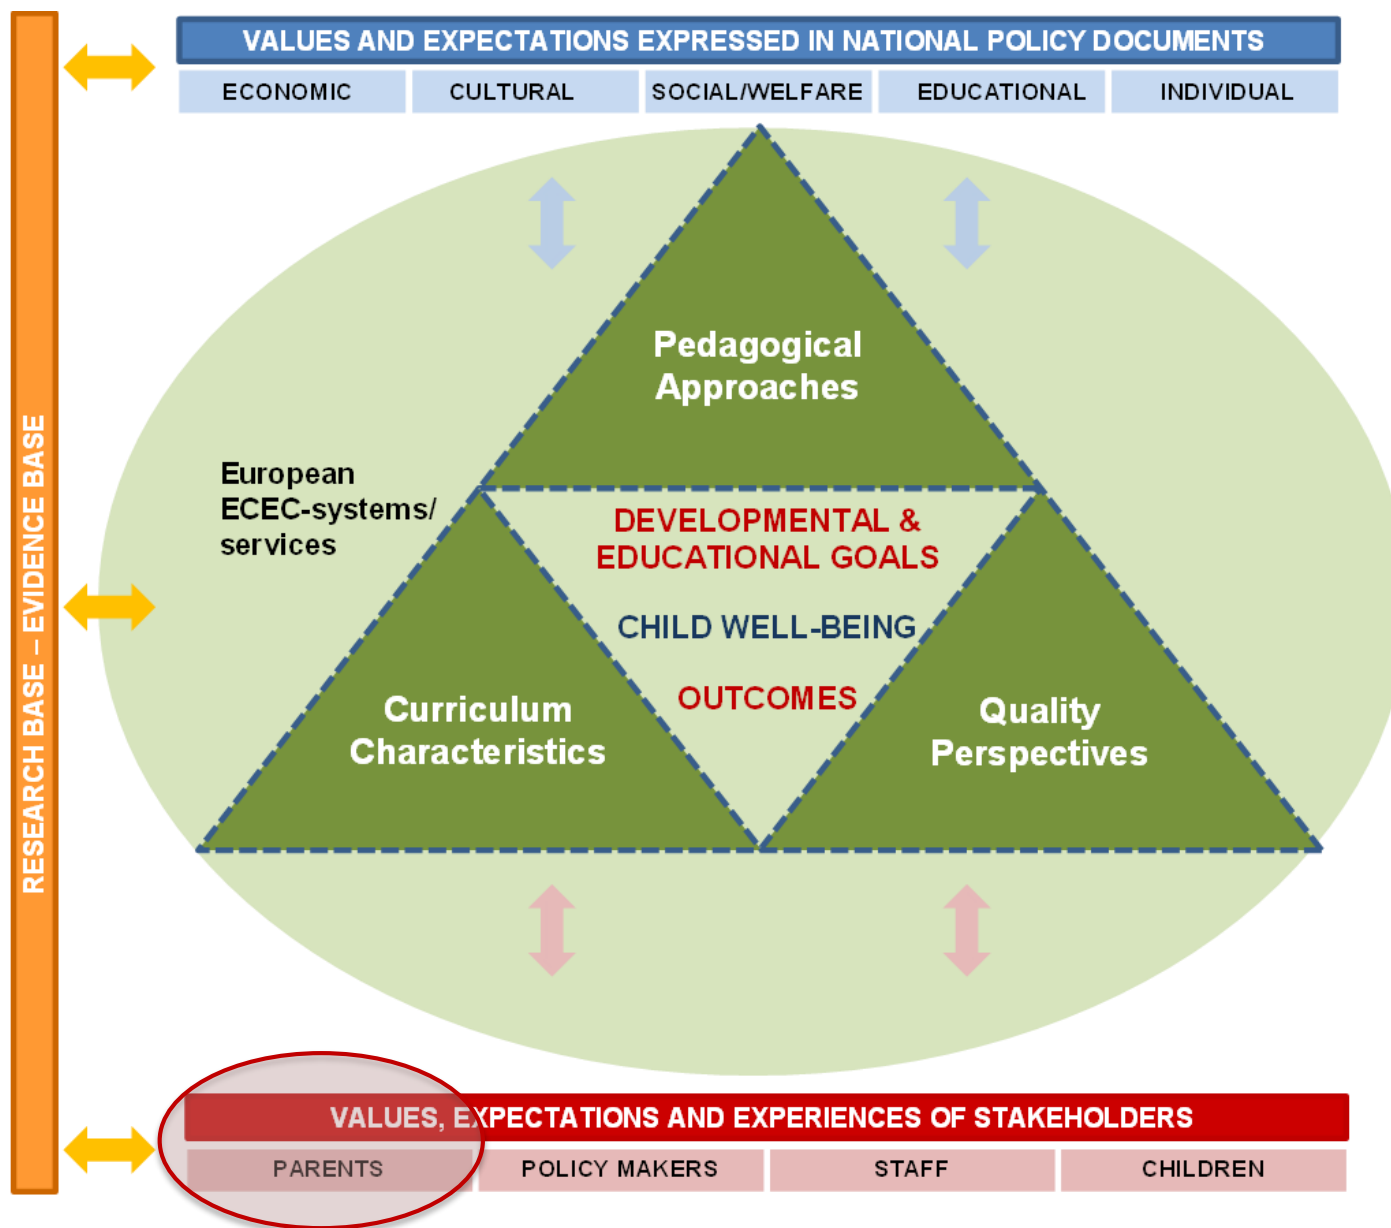 VALUES AND EXPECTATIONS EXPRESSED IN NATIONAL POLICY DOCUMENTS
ECONOMIC
CULTURAL
SOCIAL/WELFARE
EDUCATIONAL
INDIVIDUAL
RESEARCH BASE – EVIDENCE BASE
Pedagogical
Approaches
European
ECEC-systems/
services
DEVELOPMENTAL &
EDUCATIONAL GOALS
CHILD WELL-BEING
OUTCOMES
Curriculum
Characteristics
Quality
Perspectives
VALUES, EXPECTATIONS AND EXPERIENCES OF STAKEHOLDERS
PARENTS
POLICY MAKERS
STAFF
CHILDREN